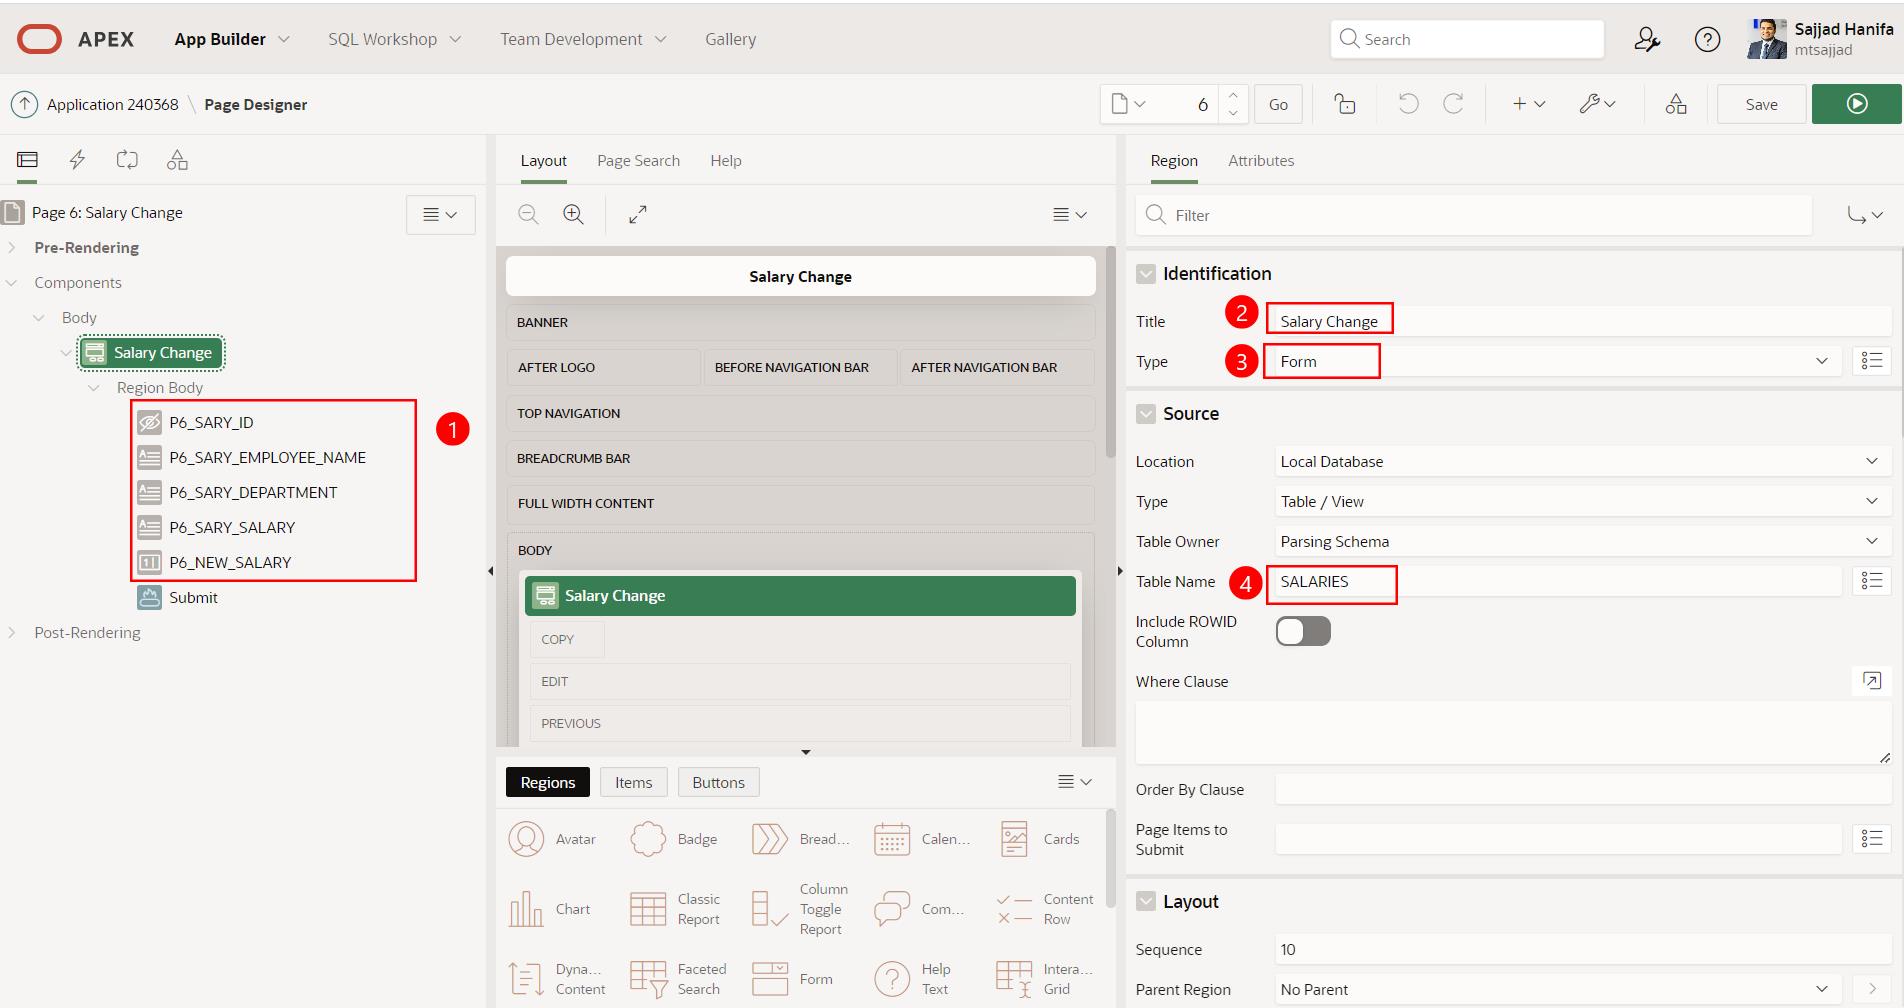 APEX
App Builder
SQL Workshop
Team Development
Gallery
Search
Sajjad Hanifa
mtsajjad
Application 240368 \ Page Designer
6
Go
Save
Layout
Page Search
Help
Region
Attributes
Page 6: Salary Change
Filter
Pre-Rendering
Components
Body
Salary Change
Region Body
P6_SARY_ID
P6_SARY_EMPLOYEE_NAME
P6_SARY_DEPARTMENT
P6_SARY_SALARY
P6_NEW_SALARY
1
Submit
Post-Rendering
Salary Change
BANNER
AFTER LOGO
BEFORE NAVIGATION BAR
AFTER NAVIGATION BAR
TOP NAVIGATION
BREADCRUMB BAR
FULL WIDTH CONTENT
BODY
Salary Change
COPY
EDIT
PREVIOUS
Regions
Items
Buttons
Avatar
Badge
Bread...
Calen...
Cards
Chart
Classic
Report
Column
Toggle
Report
Com...
Content
Row
Dyna...
Content
Faceted
Search
Form
Help
Text
Intera...
Grid
Identification
Title
2
Salary Change
Type
3
Form
Source
Location
Local Database
Type
Table / View
Table Owner
Parsing Schema
Table Name
4
SALARIES
Include ROWID
Column
Where Clause
Order By Clause
Page Items to
Submit
Layout
Sequence
10
Parent Region
No Parent